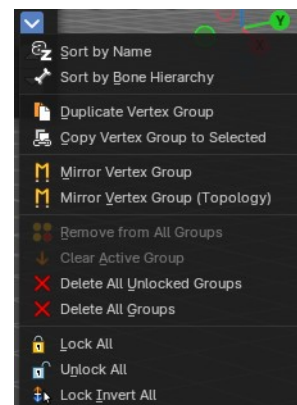 Y
Sort by Name
Sort by Bone Hierarchy
Duplicate Vertex Group
Copy Vertex Group to Selected
Mirror Vertex Group
Mirror Vertex Group (Topology)
Remove from All Groups
Clear Active Group
Delete All Unlocked Groups
Delete All Groups
Lock All
Unlock All
Lock Invert All